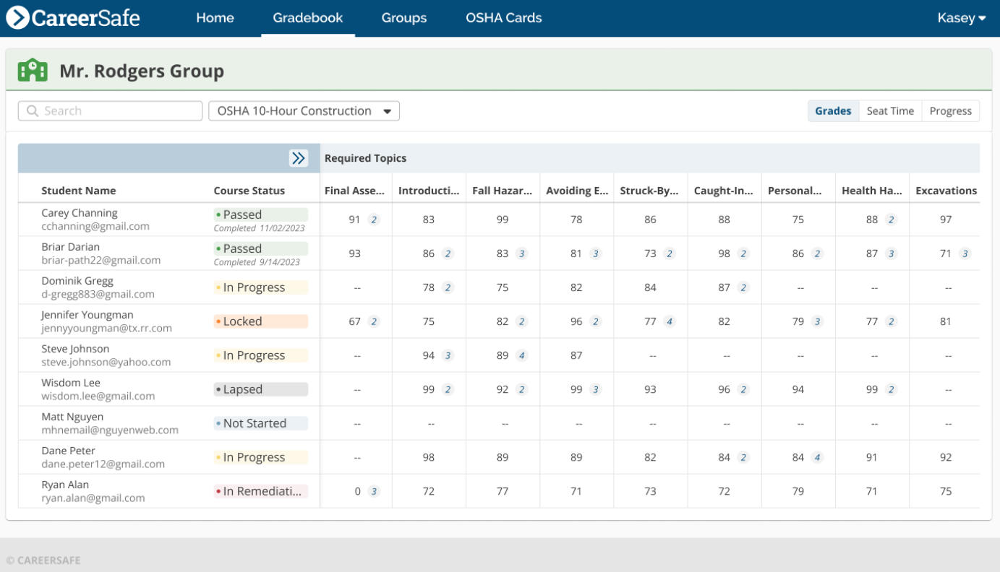 CareerSafe Home Gradebook Groups OSHA Cards Kasey
Mr. Rodgers Group
Search OSHA 10-Hour Construction Grades Seat Time Progress
Required Topics
Student Name Course Status Final Asse... Introducti... Fall Hazar... Avoiding E... Struck-By... Caught-In... Personal... Health Ha... Excavations
Carey Channing Passed
cchanning@gmail.com Completed 11/02/2023 91 2 83 99 78 86 88 75 88 2 97
Briar Darian Passed
briar-path22@gmail.com Completed 9/14/2023 93 86 2 83 3 81 3 73 2 98 2 86 2 87 3 71 3
Dominik Gregg
d-gregg883@gmail.com In Progress -- 78 2 75 82 84 87 2 -- -- --
Jennifer Youngman
jennyyoungman@tx.rr.com Locked 67 2 75 82 2 96 2 77 4 82 79 3 77 2 81
Steve Johnson
steve.johnson@yahoo.com In Progress -- 94 3 89 4 87 -- -- -- -- --
Wisdom Lee
wisdom.lee@gmail.com Lapsed -- 99 2 92 2 99 3 93 96 2 94 99 2 --
Matt Nguyen
mhnemail@nguyenweb.com Not Started -- -- -- -- -- -- -- -- --
Dane Peter
dane.peter12@gmail.com In Progress -- 98 89 89 82 84 2 84 4 91 92
Ryan Alan
ryan.alan@gmail.com In Remediati... 0 3 72 77 71 73 72 79 71 75
© CAREERSAFE